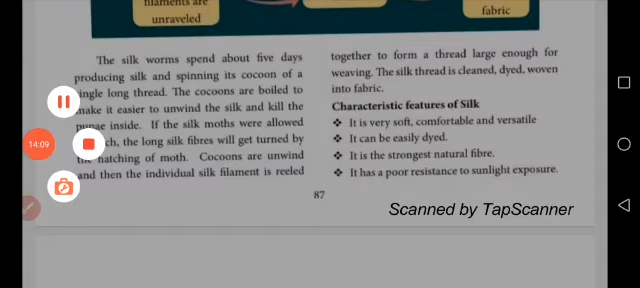 filaments are
unraveled
fabric
The silk worms spend about five days
producing silk and spinning its cocoon of a
ingle long thread. The cocoons are boiled to
make it easier to unwind the silk and kill the
pupae inside. If the silk moths were allowed
ch, the long silk fibres will get turned by
the hatching of moth. Cocoons are unwind
and then the individual silk filament is reeled
together to form a thread large enough for
weaving. The silk thread is cleaned, dyed, woven
into fabric.
Characteristic features of Silk
❖ It is very soft, comfortable and versatile
❖ It can be easily dyed.
❖ It is the strongest natural fibre.
❖ It has a poor resistance to sunlight exposure.
87
Scanned by TapScanner
14:09